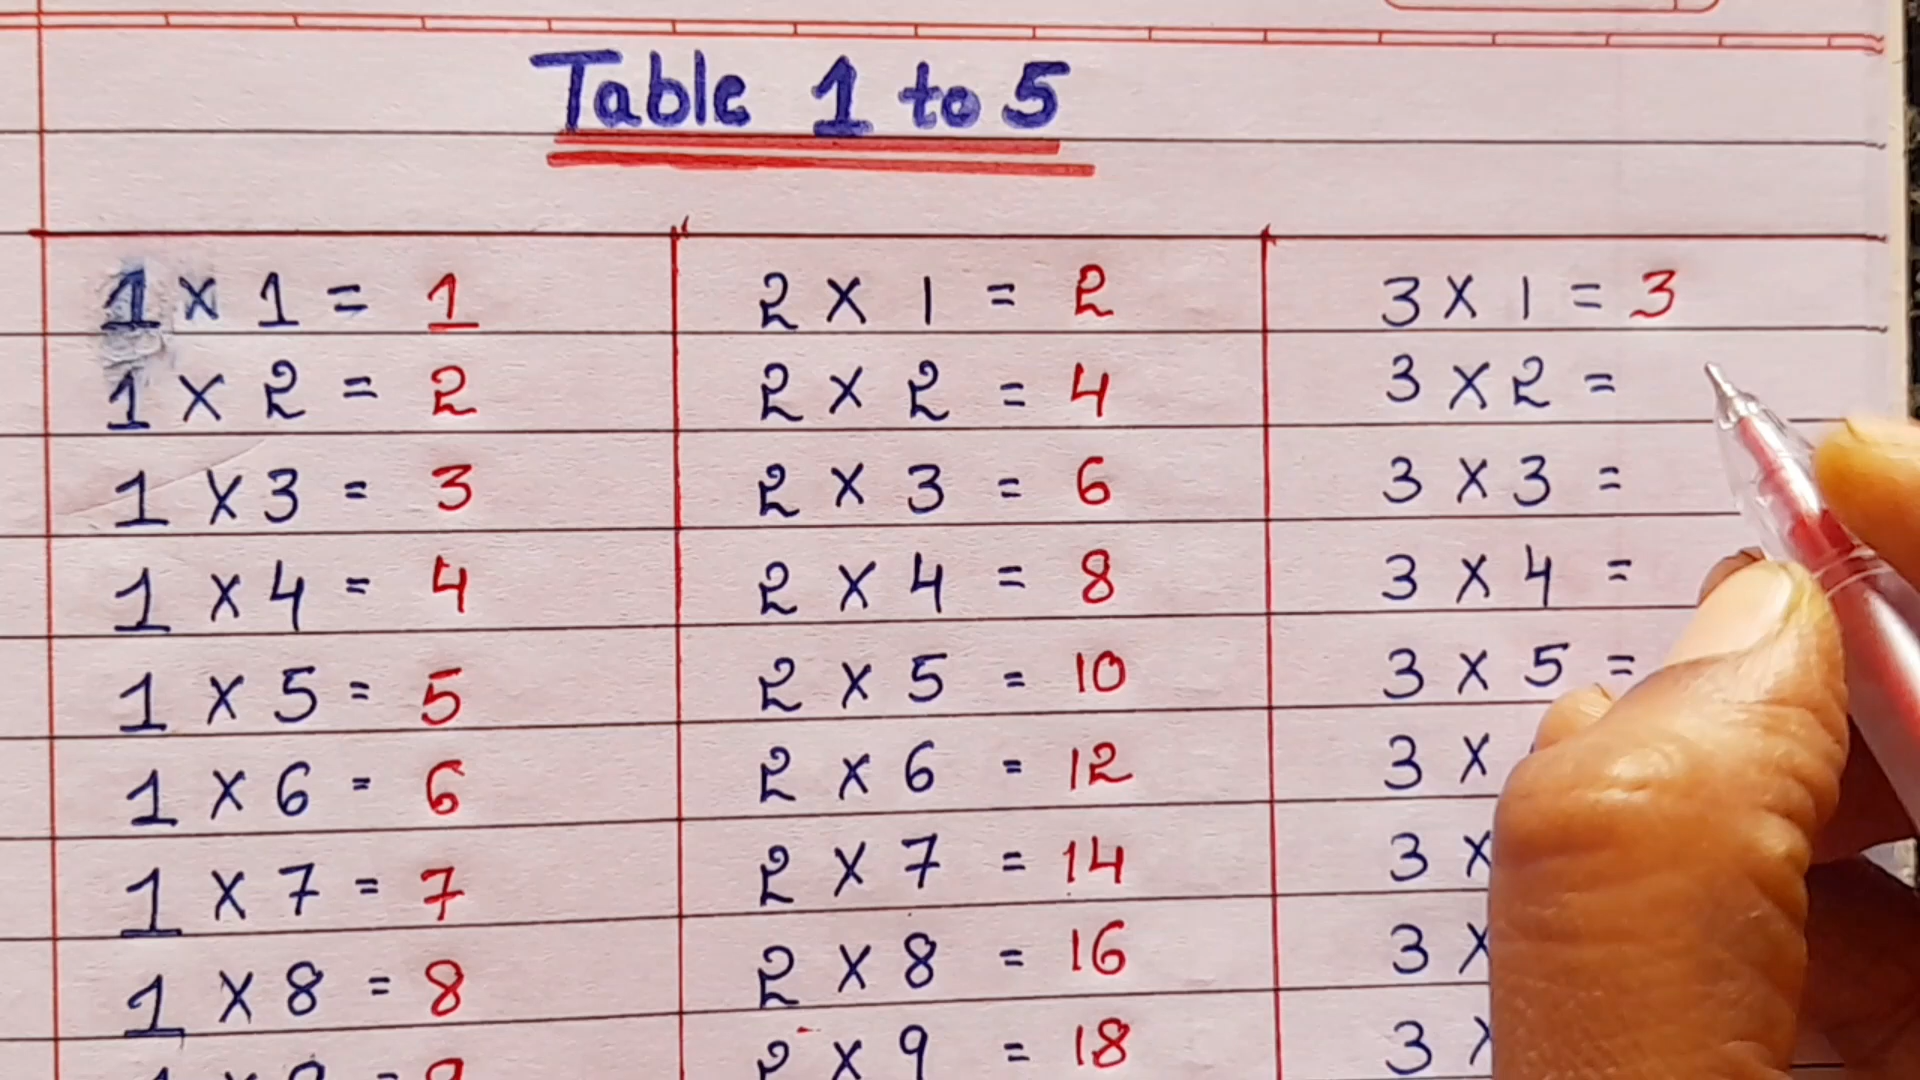 Table 1 to 5
1 × 1 = 1
1 × 2 = 2
1 × 3 = 3
1 × 4 = 4
1 × 5 = 5
1 × 6 = 6
1 × 7 = 7
1 × 8 = 8
2 × 1 = 2
2 × 2 = 4
2 × 3 = 6
2 × 4 = 8
2 × 5 = 10
2 × 6 = 12
2 × 7 = 14
2 × 8 = 16
2 × 9 = 18
3 × 1 = 3
3 × 2 =
3 × 3 =
3 × 4 =
3 × 5 =
3 ×
3 ×
3 ×
3 ×